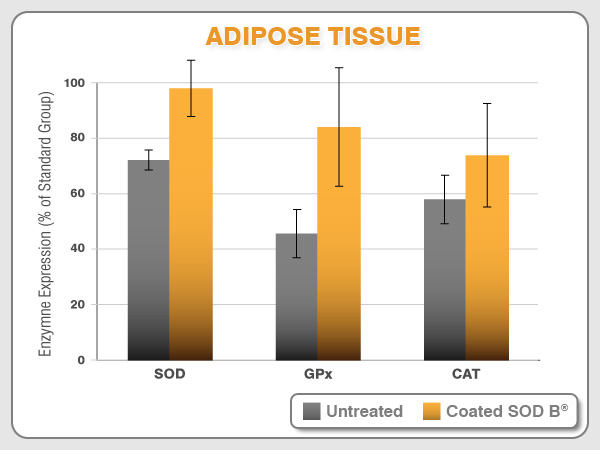 ADIPOSE TISSUE
Enzymne Expression (% of Standard Group)
100
80
60
40
20
0
SOD GPx CAT
Untreated Coated SOD B®